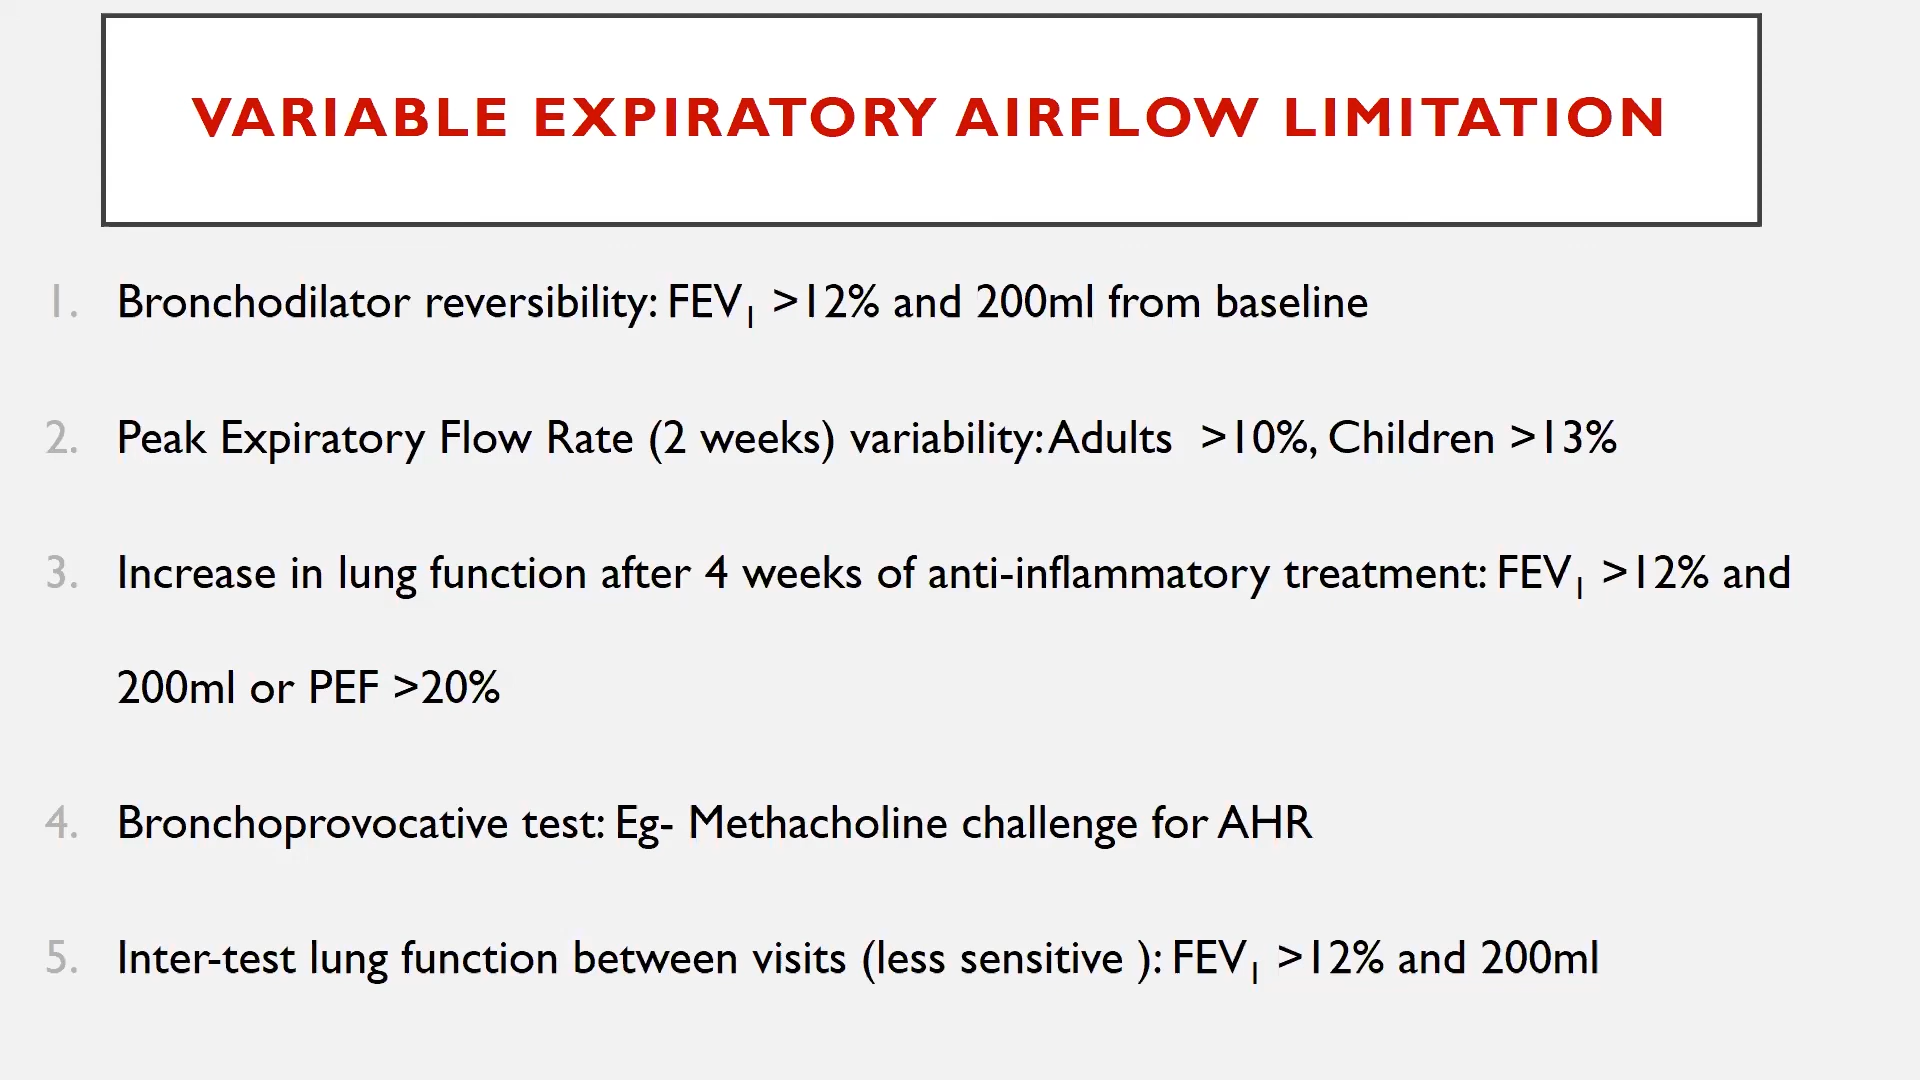 VARIABLE EXPIRATORY AIRFLOW LIMITATION
1. Bronchodilator reversibility: FEV₁ >12% and 200ml from baseline
2. Peak Expiratory Flow Rate (2 weeks) variability: Adults >10%, Children >13%
3. Increase in lung function after 4 weeks of anti-inflammatory treatment: FEV₁ >12% and
200ml or PEF >20%
4. Bronchoprovocative test: Eg- Methacholine challenge for AHR
5. Inter-test lung function between visits (less sensitive ): FEV₁ >12% and 200ml